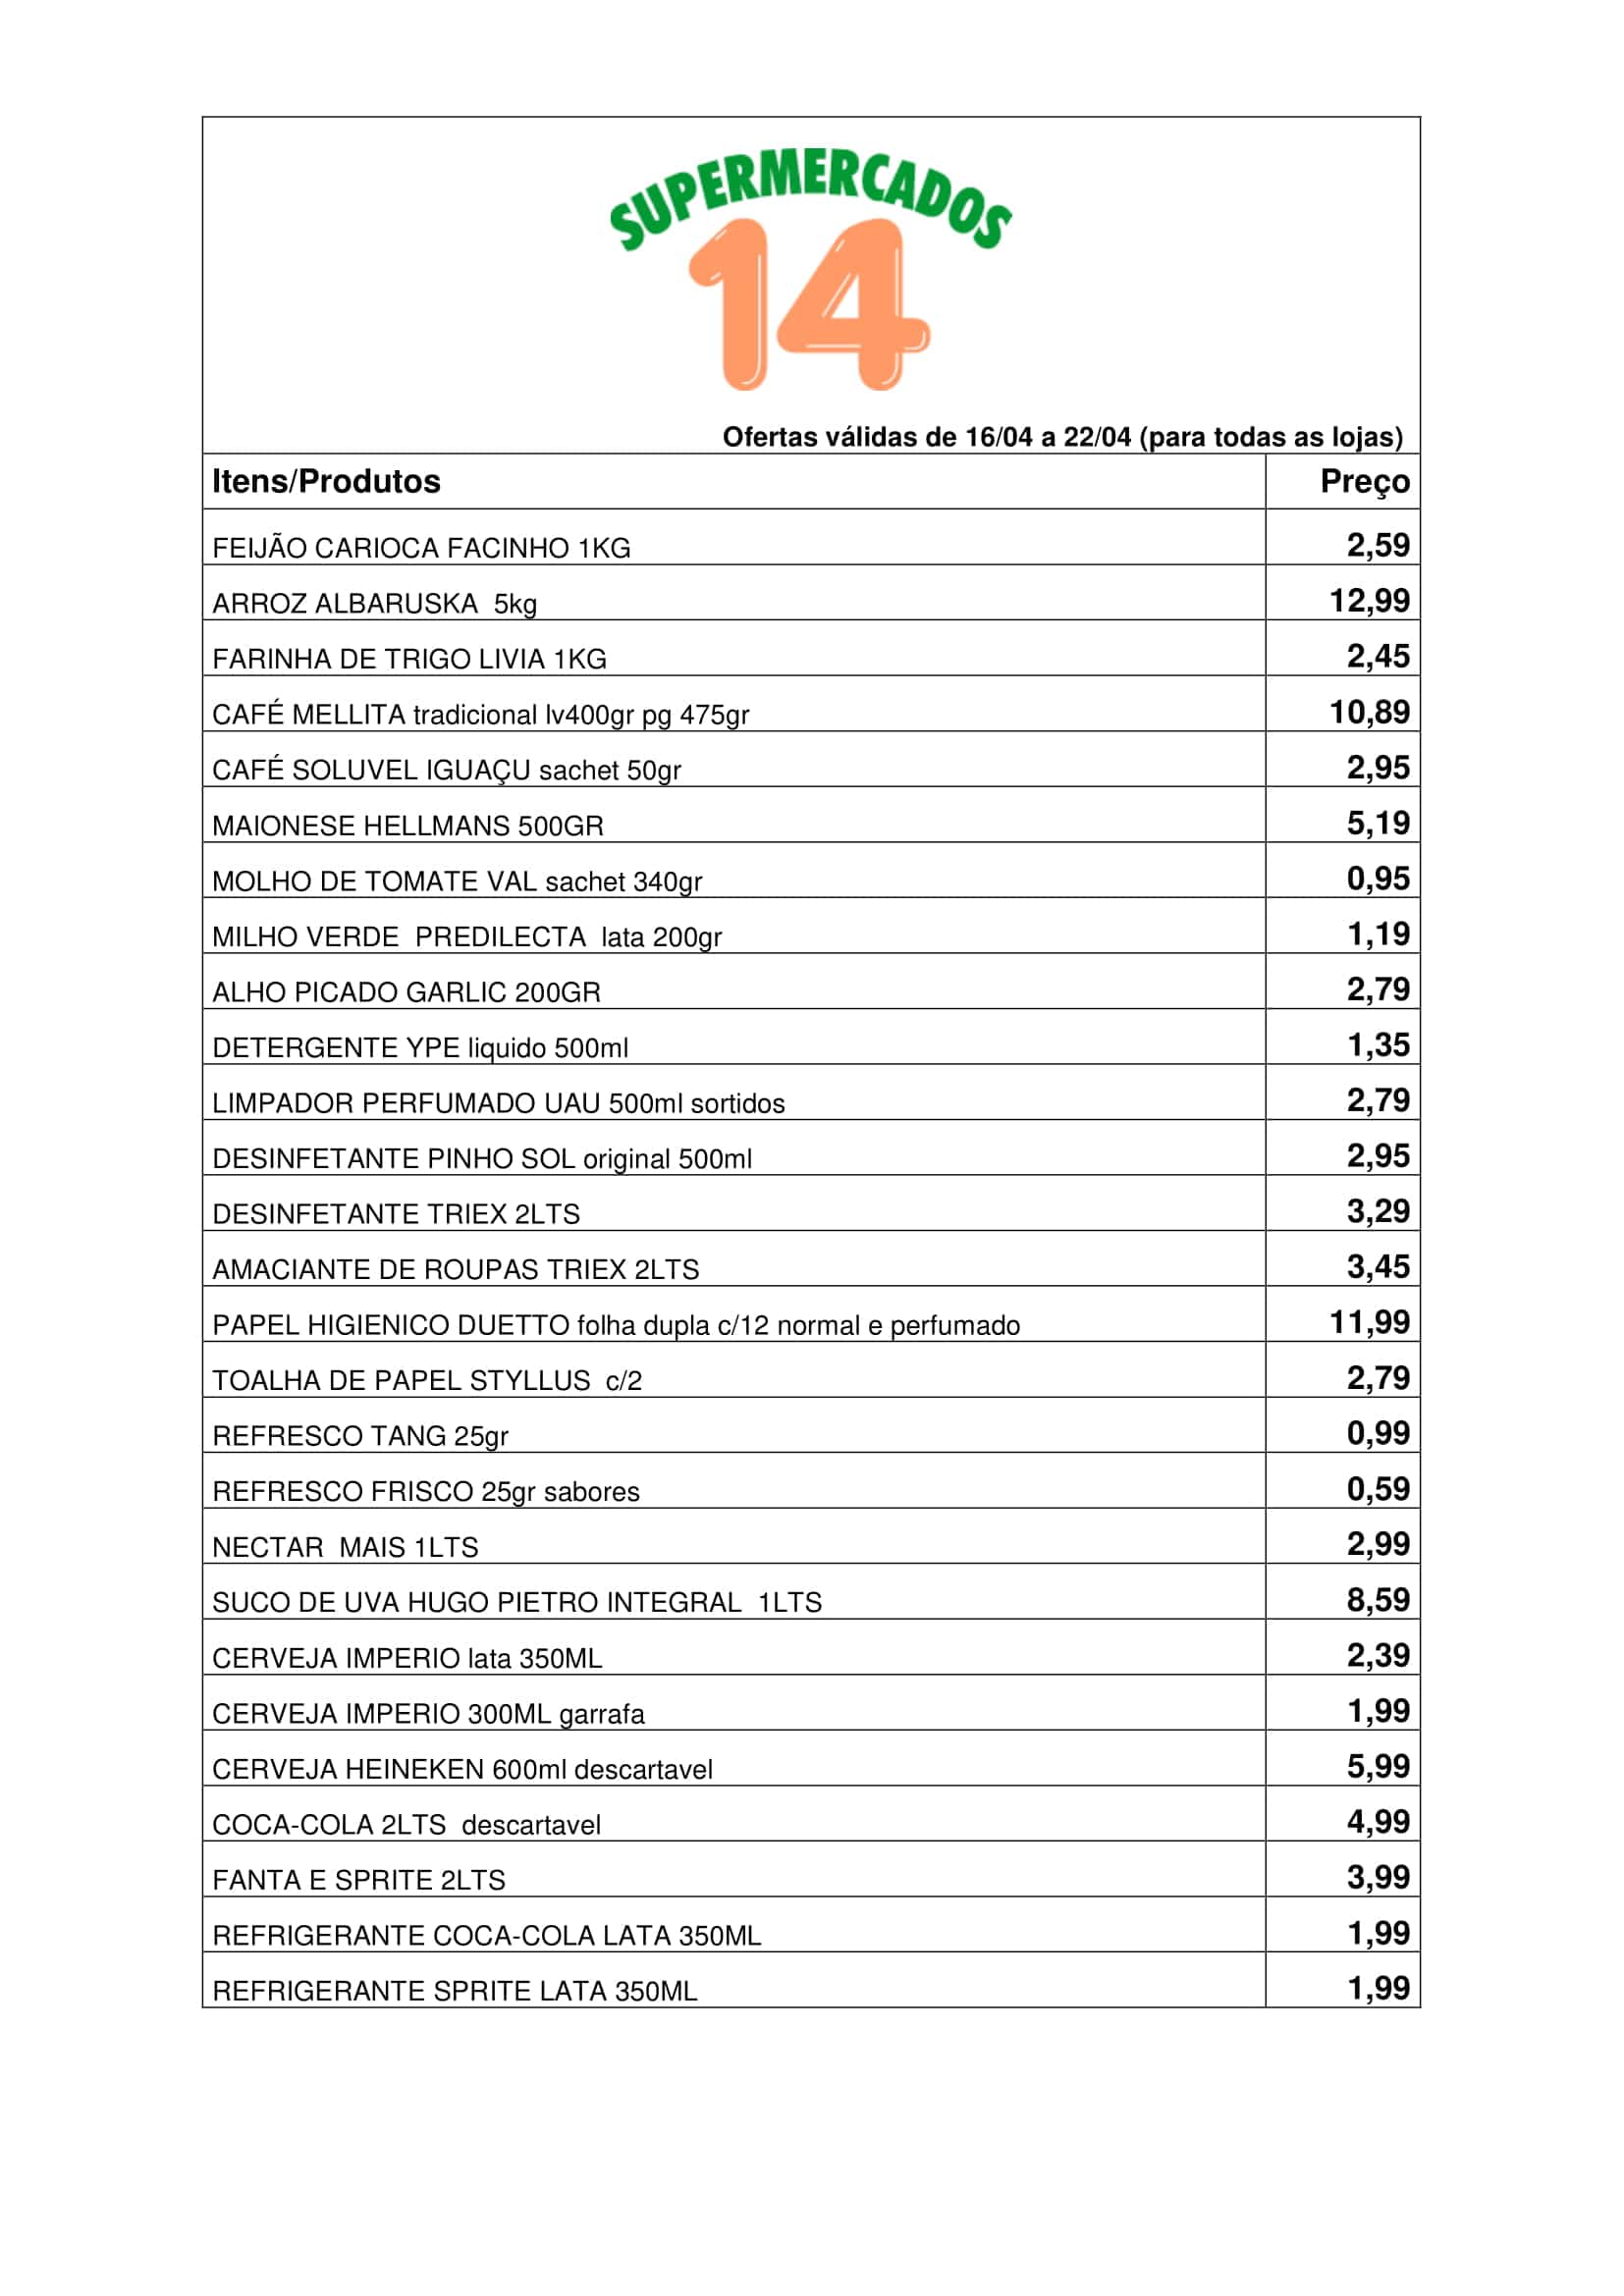 SUPERMERCADOS
14
Ofertas válidas de 16/04 a 22/04 (para todas as lojas)
Itens/Produtos Preço
FEIJÃO CARIOCA FACINHO 1KG 2,59
ARROZ ALBARUSKA  5kg 12,99
FARINHA DE TRIGO LIVIA 1KG 2,45
CAFÉ MELLITA tradicional lv400gr pg 475gr 10,89
CAFÉ SOLUVEL IGUAÇU sachet 50gr 2,95
MAIONESE HELLMANS 500GR 5,19
MOLHO DE TOMATE VAL sachet 340gr 0,95
MILHO VERDE  PREDILECTA  lata 200gr 1,19
ALHO PICADO GARLIC 200GR 2,79
DETERGENTE YPE liquido 500ml 1,35
LIMPADOR PERFUMADO UAU 500ml sortidos 2,79
DESINFETANTE PINHO SOL original 500ml 2,95
DESINFETANTE TRIEX 2LTS 3,29
AMACIANTE DE ROUPAS TRIEX 2LTS 3,45
PAPEL HIGIENICO DUETTO folha dupla c/12 normal e perfumado 11,99
TOALHA DE PAPEL STYLLUS  c/2 2,79
REFRESCO TANG 25gr 0,99
REFRESCO FRISCO 25gr sabores 0,59
NECTAR  MAIS 1LTS 2,99
SUCO DE UVA HUGO PIETRO INTEGRAL  1LTS 8,59
CERVEJA IMPERIO lata 350ML 2,39
CERVEJA IMPERIO 300ML garrafa 1,99
CERVEJA HEINEKEN 600ml descartavel 5,99
COCA-COLA 2LTS  descartavel 4,99
FANTA E SPRITE 2LTS 3,99
REFRIGERANTE COCA-COLA LATA 350ML 1,99
REFRIGERANTE SPRITE LATA 350ML 1,99